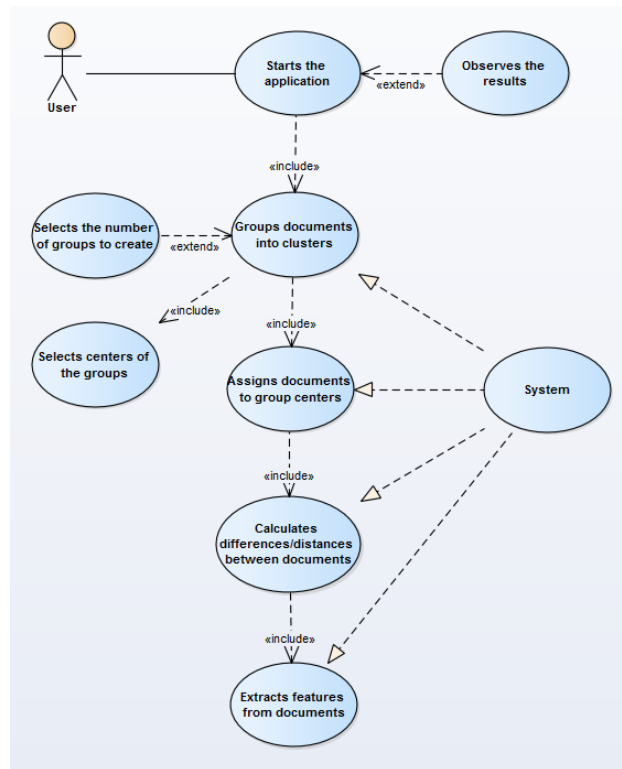 User
Starts the
application
Observes the
results
«extend»
«include»
Selects the number
of groups to create
«extend»
Groups documents
into clusters
«include»
«include»
Selects centers of
the groups
Assigns documents
to group centers
System
«include»
Calculates
differences/distances
between documents
«include»
Extracts features
from documents